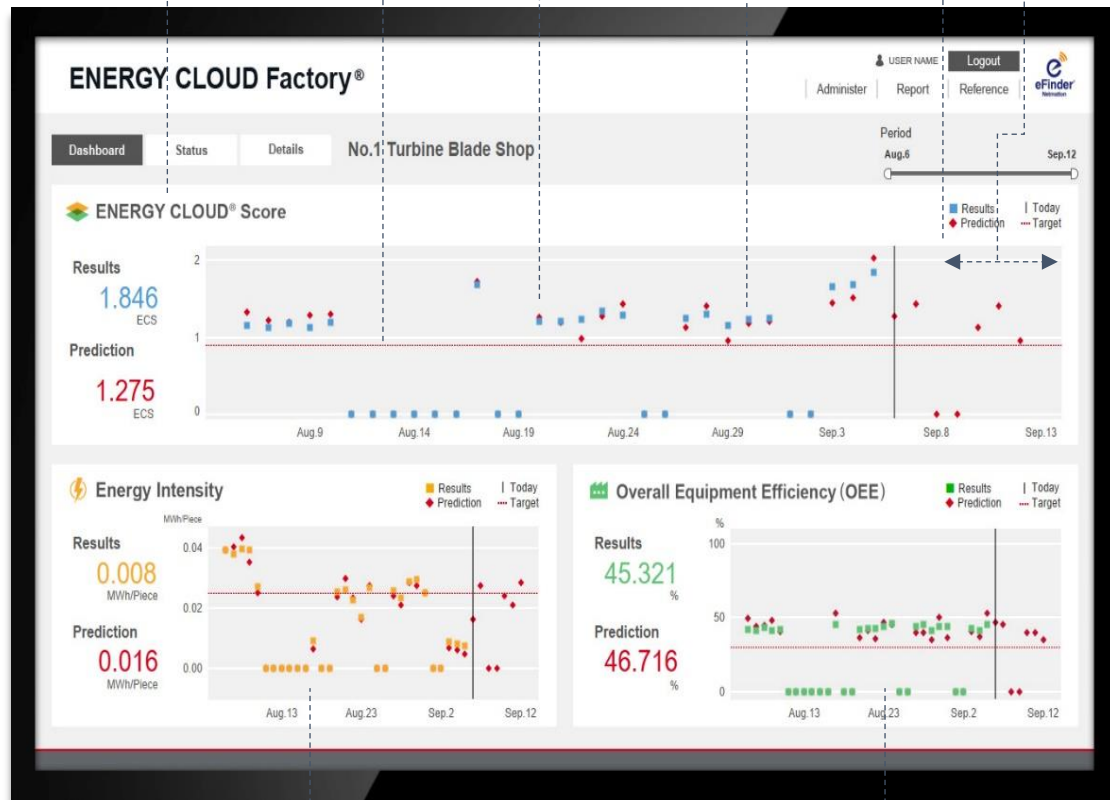 ENERGY CLOUD Factory®
USER NAME
Logout
Administer
Report
Reference
eFinder
Netmation
Dashboard
Status
Details
No.1 Turbine Blade Shop
Period
Aug.6
Sep.12
ENERGY CLOUD® Score
Results
Today
Prediction
Target
Results
1.846
ECS
Prediction
1.275
ECS
2
1
0
Aug.9
Aug.14
Aug.19
Aug.24
Aug.29
Sep.3
Sep.8
Sep.13
Energy Intensity
Results
Today
Prediction
Target
MWh/Piece
Results
0.008
MWh/Piece
Prediction
0.016
MWh/Piece
0.04
0.02
0.00
Aug.13
Aug.23
Sep.2
Sep.12
Overall Equipment Efficiency (OEE)
Results
Today
Prediction
Target
%
Results
45.321
%
Prediction
46.716
%
100
50
0
Aug.13
Aug.23
Sep.2
Sep.12